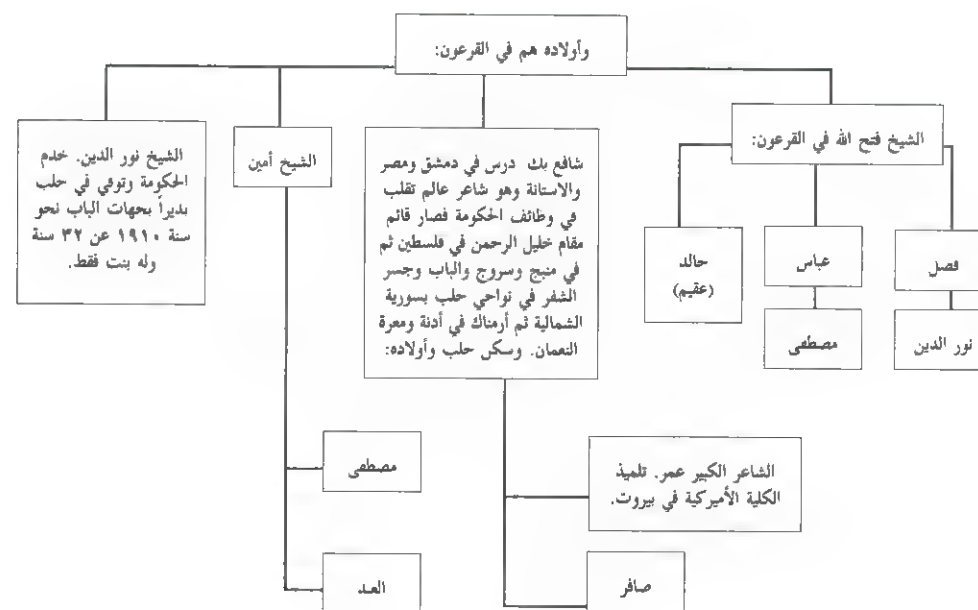 وأولاده هم في القرعون:
الشيخ فتح الله في القرعون:
فصل
نور الدين
عباس
مصطفى
حالد
(عقيم)
شافع بك درس في دمشق ومصر
والاستانة وهو شاعر عالم تقلب
في وظائف الحكومة فصار قائم
مقام خليل الرحمن في فلسطين ثم
في منبج وسروج والباب وجسر
الشغر في نواحي حلب بسورية
الشمالية ثم أرمناك في أدنة ومعرة
النعمان. وسكن حلب وأولاده:
الشاعر الكبير عمر. تلميذ
الكلية الأميركية في بيروت.
صافر
الشيخ أمين
مصطفى
العـد
الشيخ نور الدين. خدم
الحكومة وتوفي في حلب
بديراً بجهات الباب نحو
سنة ١٩١٠ عن ٣٢ سنة
وله بنت فقط.